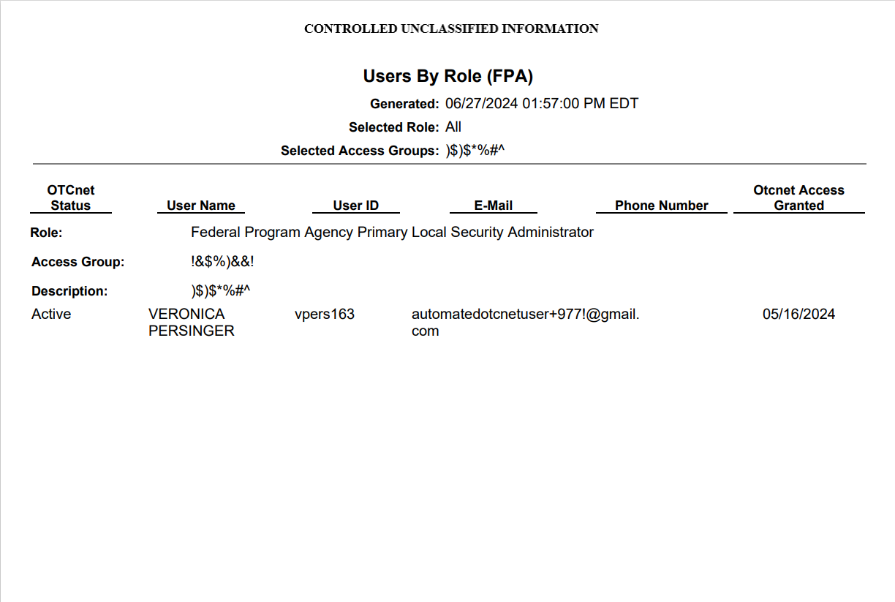 CONTROLLED UNCLASSIFIED INFORMATION
Users By Role (FPA)
Generated: 06/27/2024 01:57:00 PM EDT
Selected Role: All
Selected Access Groups: )$)$*%#^
OTCnet Status User Name User ID E-Mail Phone Number Otcnet Access Granted
Role: Federal Program Agency Primary Local Security Administrator
Access Group: !&$%)&&!
Description: )$)$*%#^
Active VERONICA vpers163 automatedotcnetuser+977!@gmail. 05/16/2024
PERSINGER com